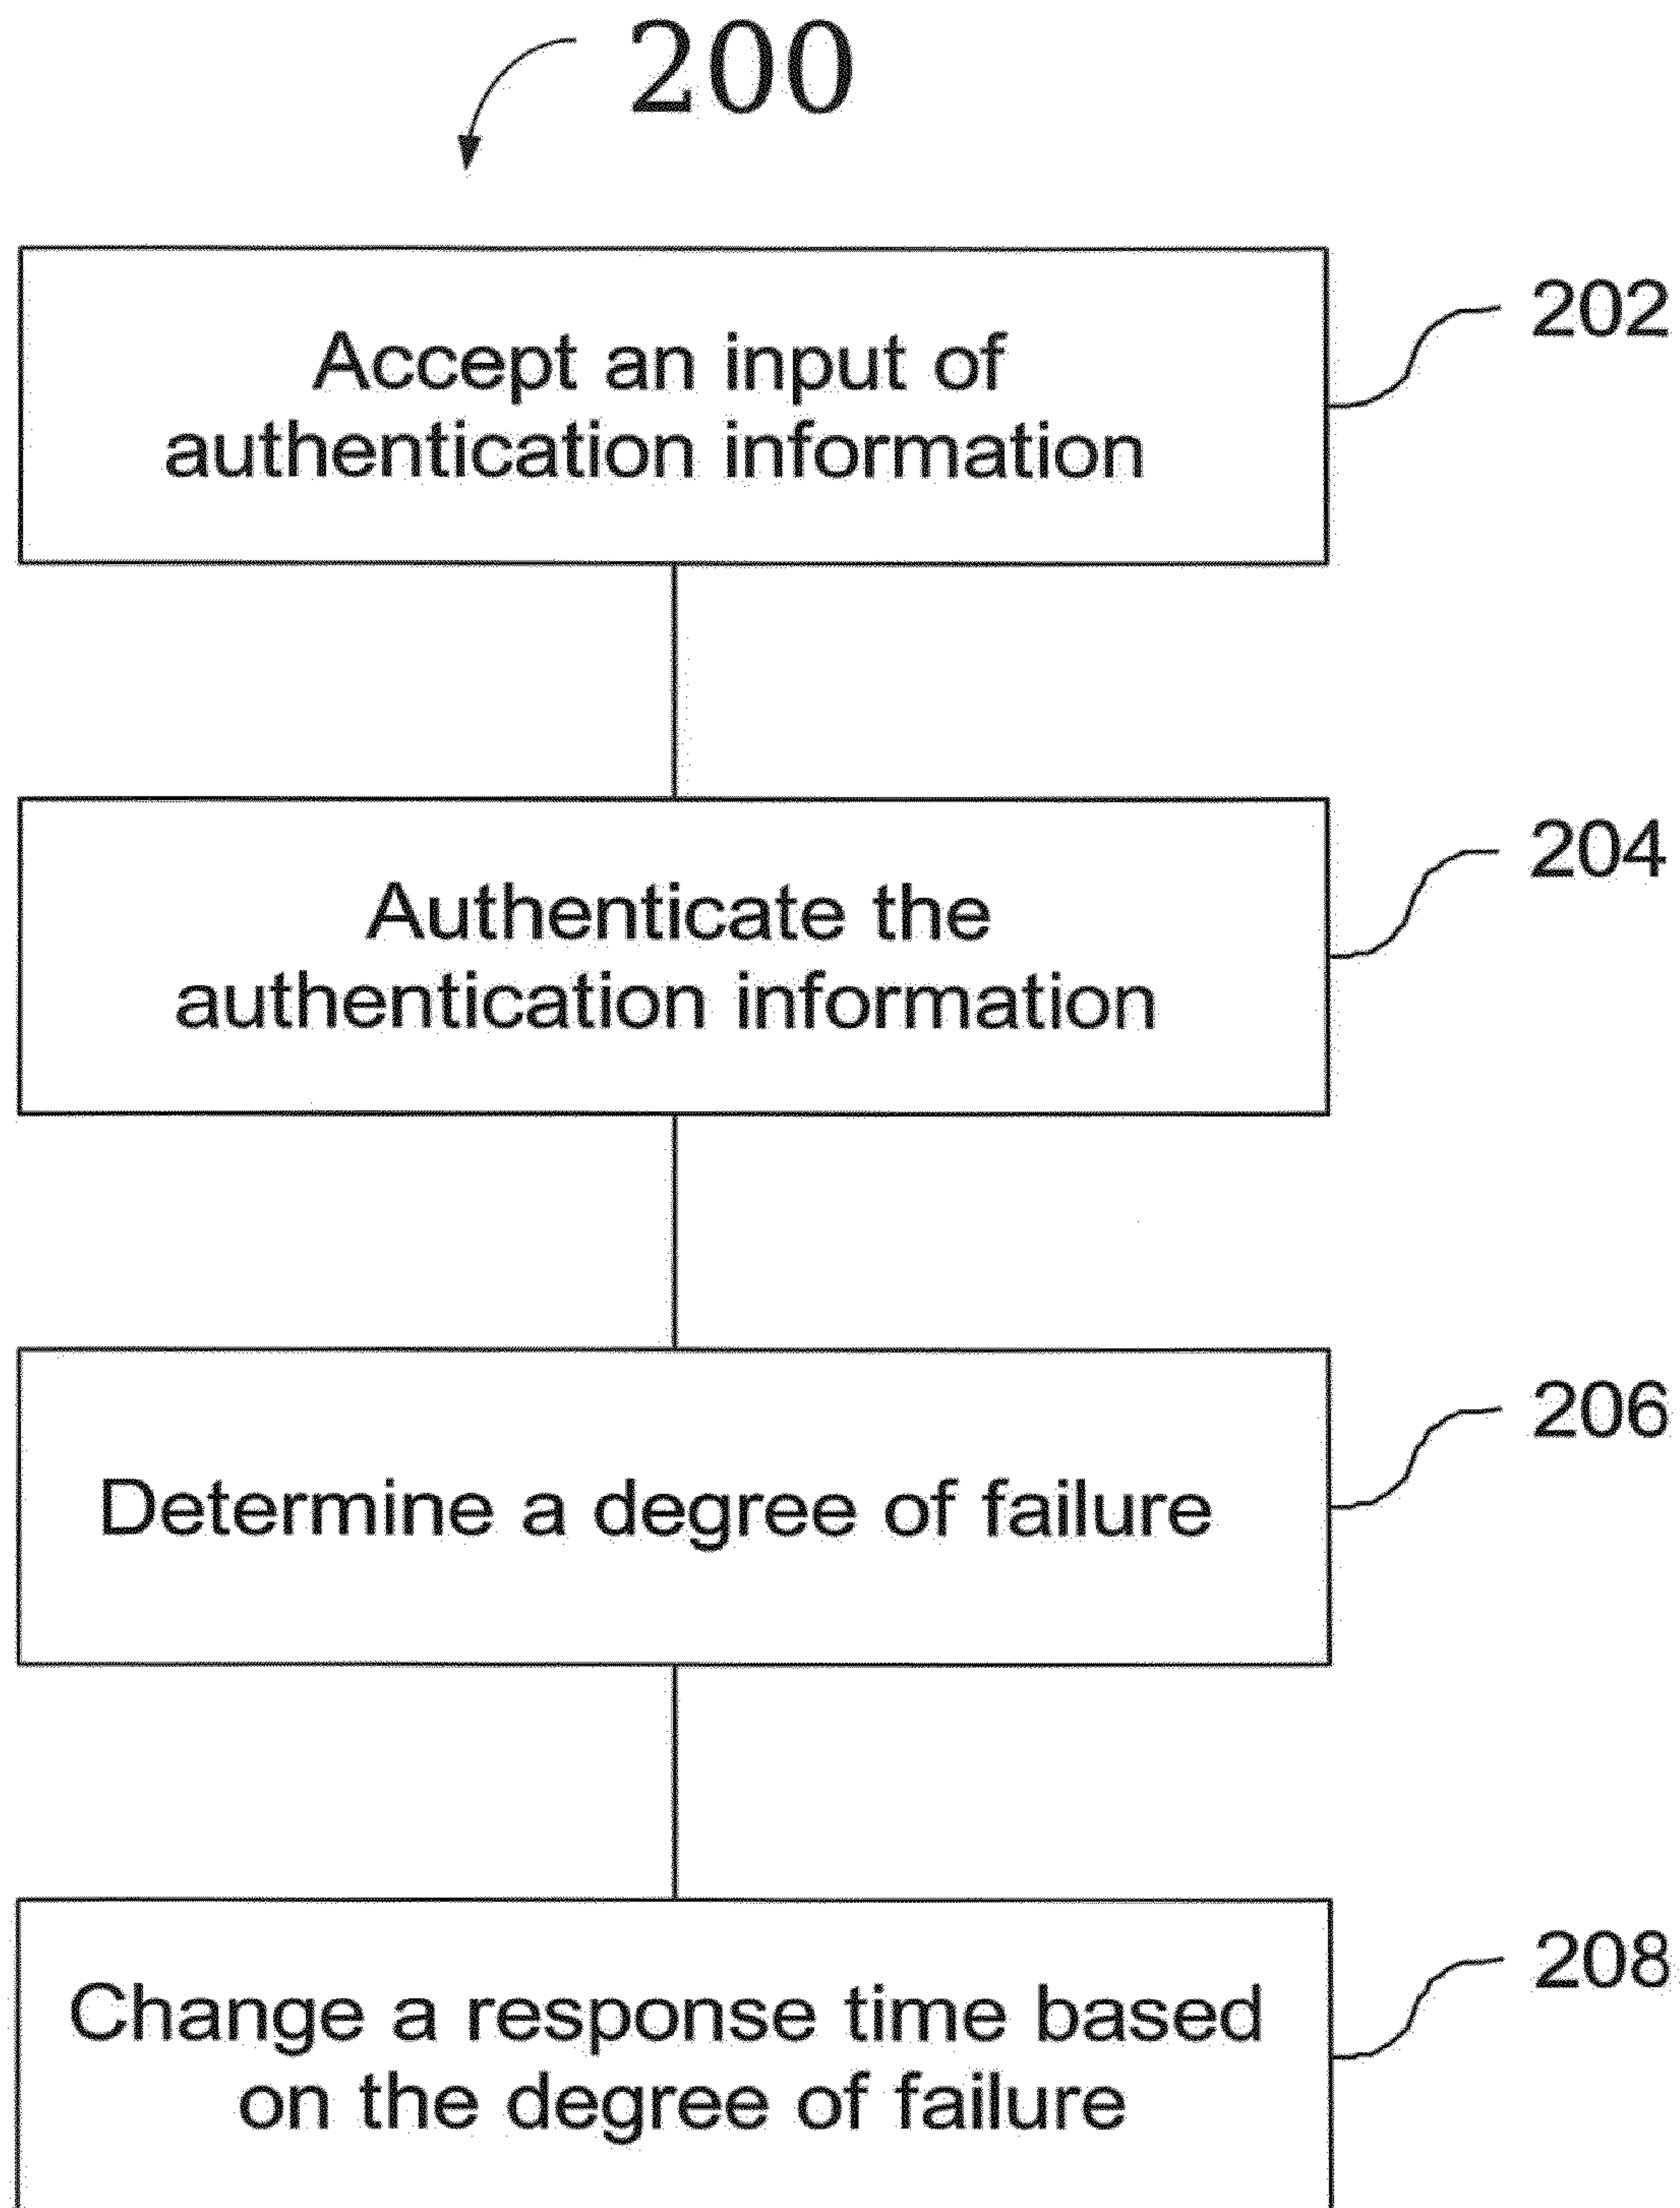 200
Accept an input of
authentication information
202
Authenticate the
authentication information
204
Determine a degree of failure
206
Change a response time based
on the degree of failure
208